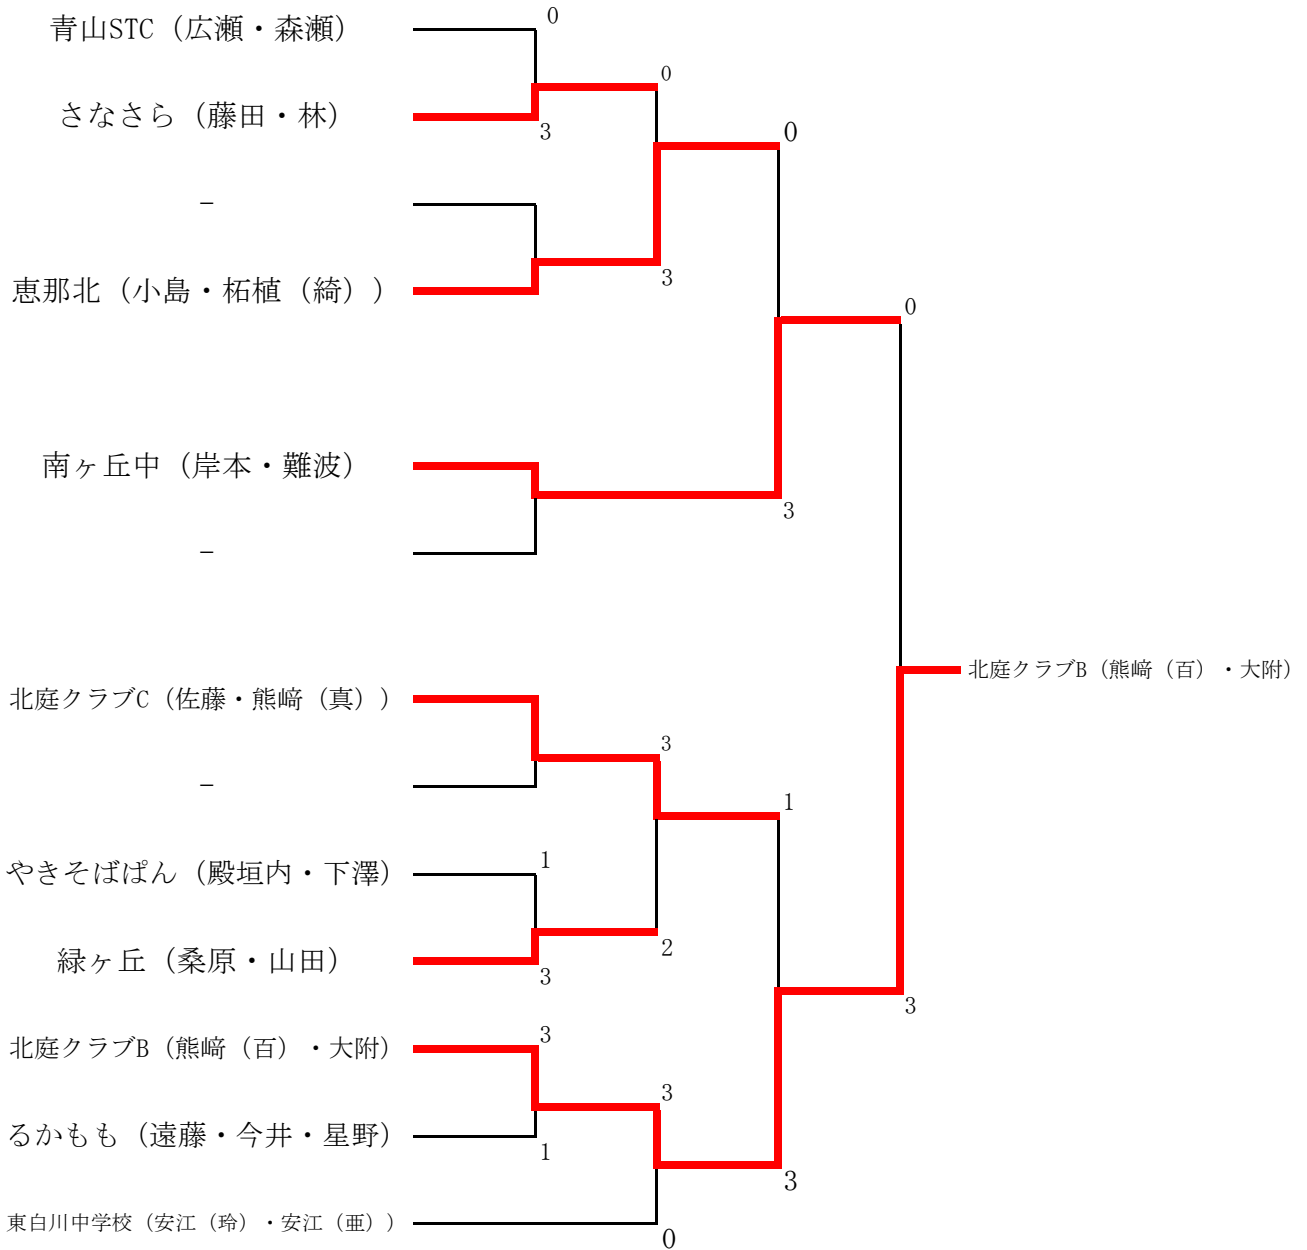 青山STC（広瀬・森瀬）
0
0
さなさら（藤田・林）
3
0
－
恵那北（小島・柘植（綺））
3
0
南ヶ丘中（岸本・難波）
3
－
北庭クラブB（熊﨑（百）・大附）
北庭クラブC（佐藤・熊﨑（真））
3
－
1
やきそばぱん（殿垣内・下澤）
1
緑ヶ丘（桑原・山田）
2
3
3
北庭クラブB（熊﨑（百）・大附）
3
3
るかもも（遠藤・今井・星野）
1
3
東白川中学校（安江（玲）・安江（亜））
0